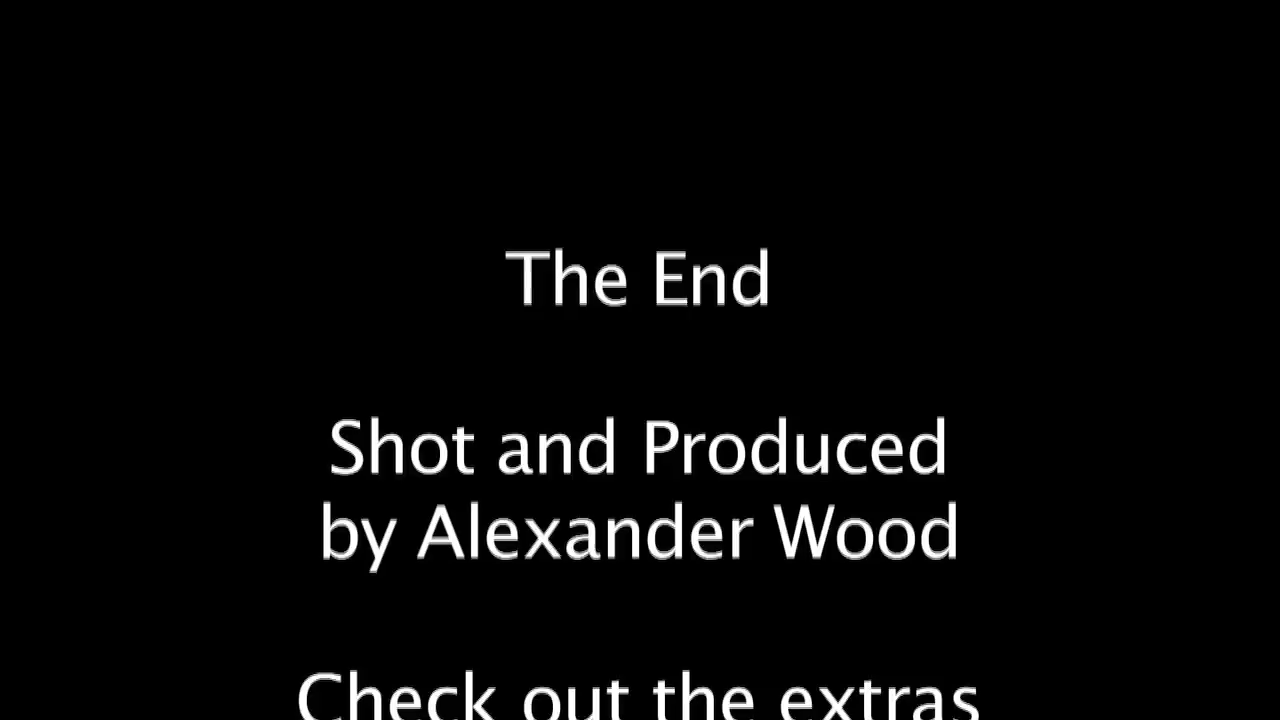 The End
Shot and Produced
by Alexander Wood
Check out the extras